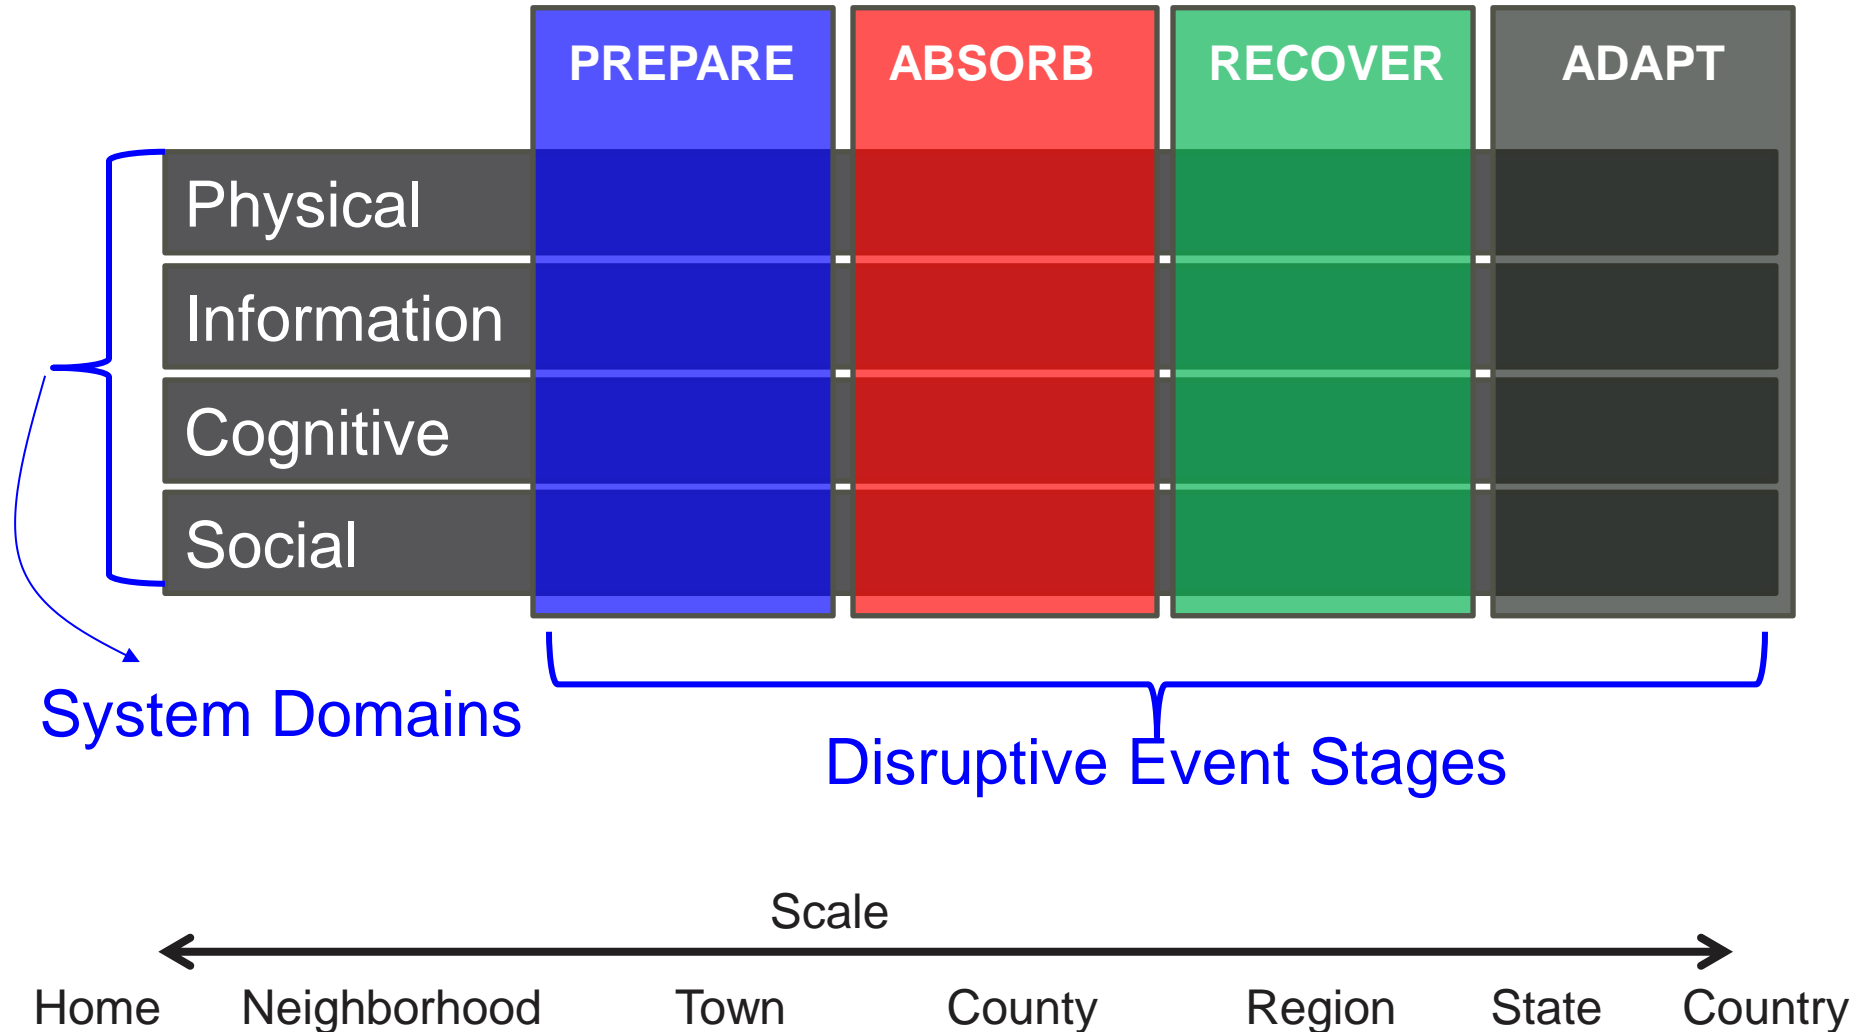 PREPARE ABSORB RECOVER ADAPT
Physical
Information
Cognitive
Social
System Domains
Disruptive Event Stages
Scale
Home Neighborhood Town County Region State Country